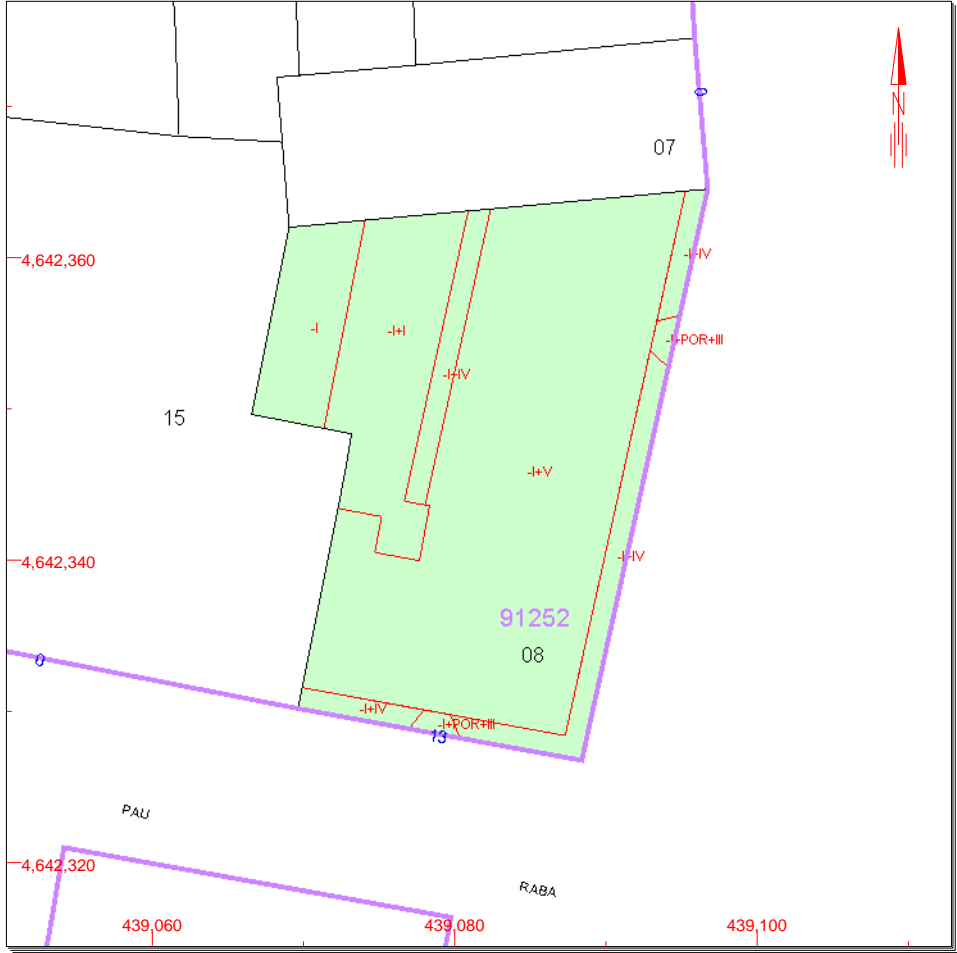 0
N
07
4,642,360
-I-IV
-I
-I+I
-I+POR+III
-I+IV
15
-I+V
4,642,340
-I-IV
91252
08
0
-I+IV
-I+POR+III
13
PAU
4,642,320
RABA
439,060
439,080
439,100